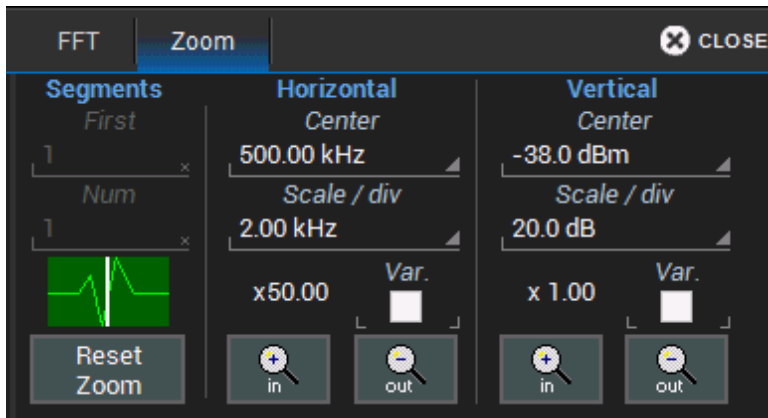 FFT Zoom CLOSE
Segments Horizontal Vertical
First Center Center
1 500.00 kHz -38.0 dBm
Num Scale / div Scale / div
1 2.00 kHz 20.0 dB
x50.00 Var. x 1.00 Var.
Reset
Zoom
in out in out